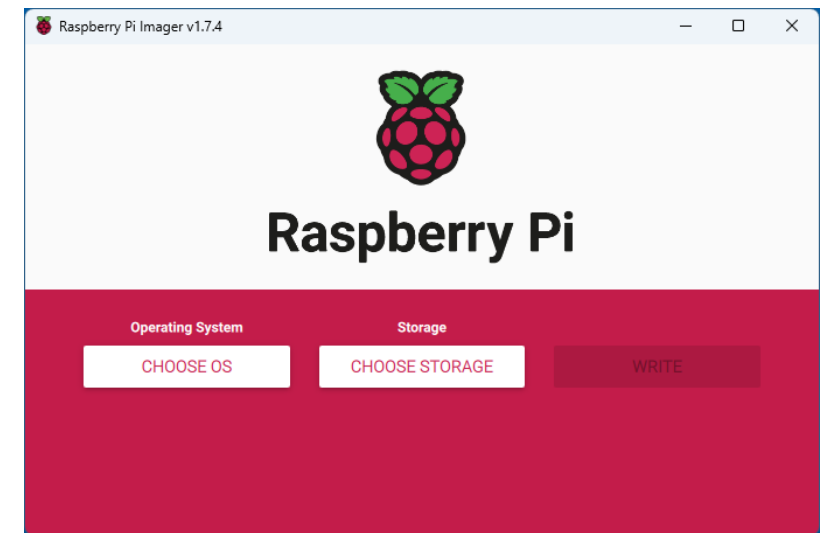 Raspberry Pi Imager v1.7.4
Raspberry Pi
Operating System
Storage
CHOOSE OS
CHOOSE STORAGE
WRITE